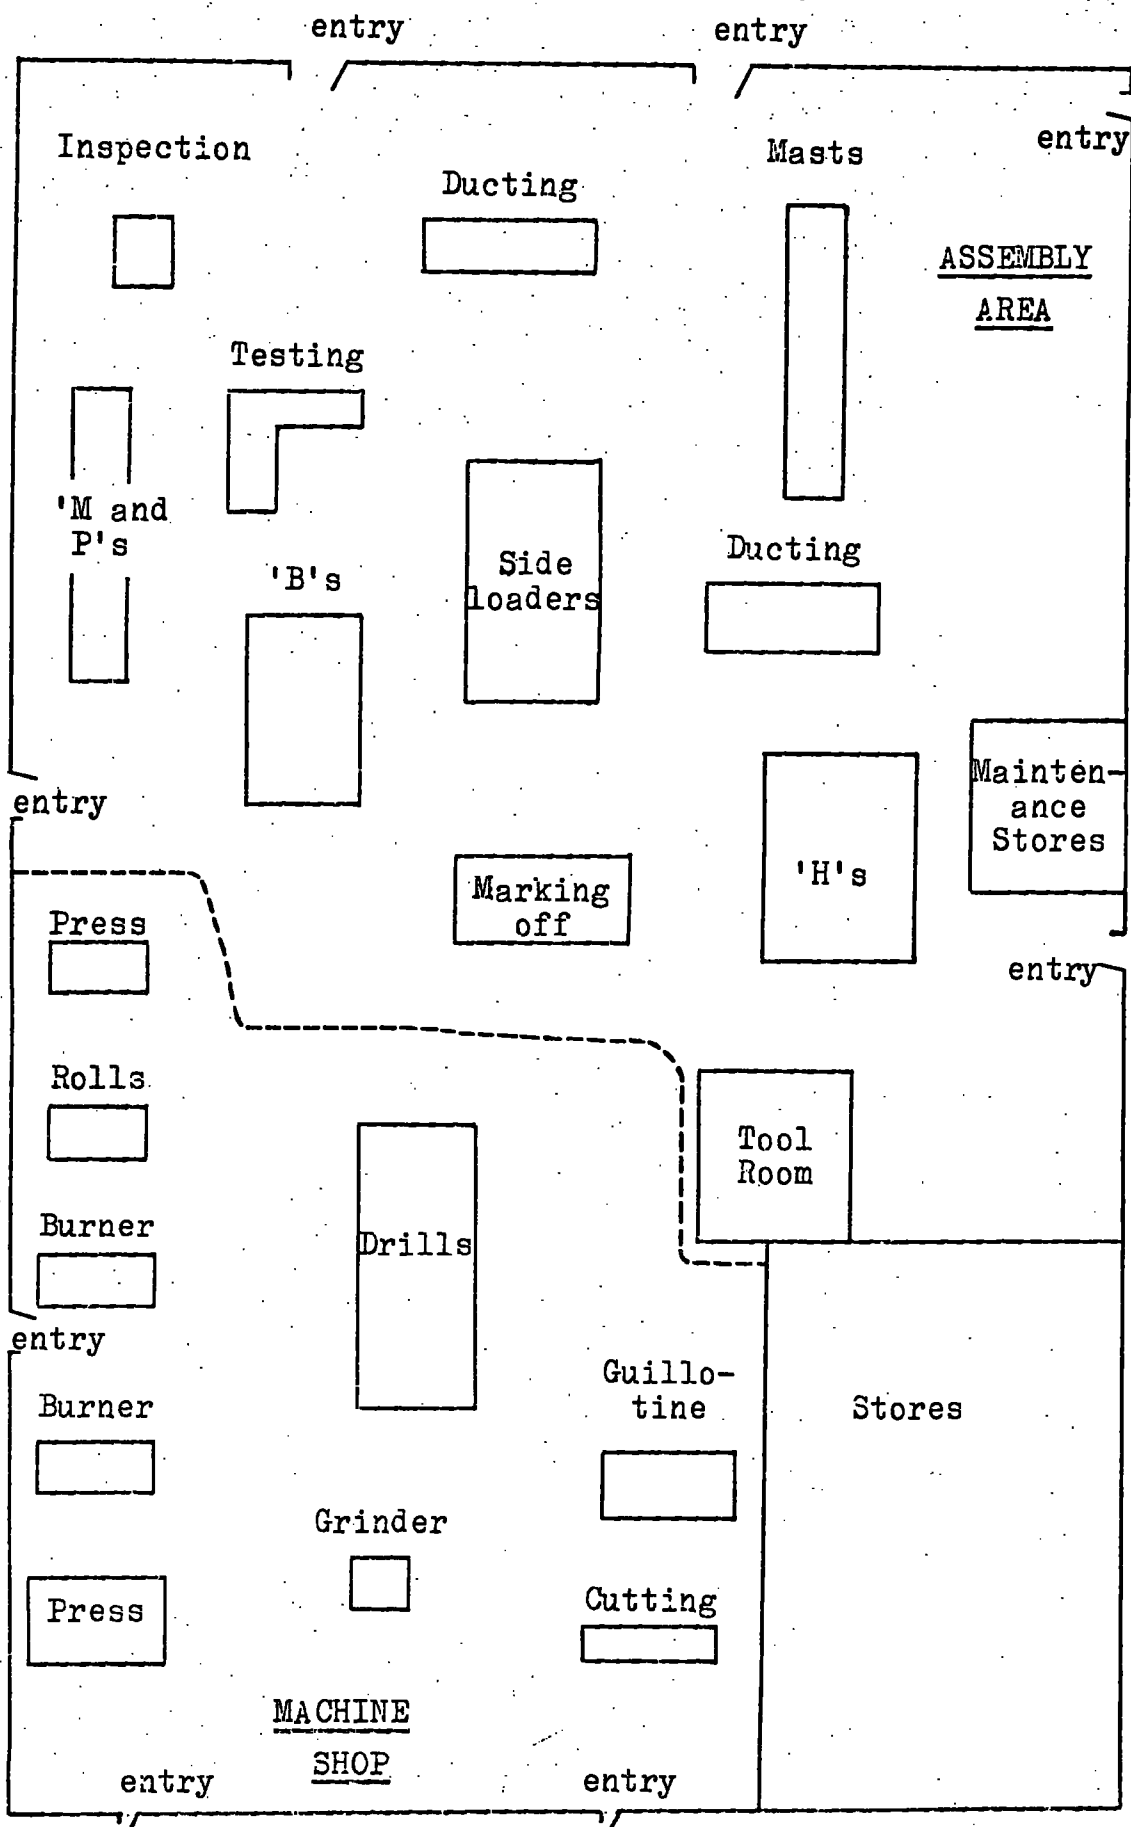 entry
entry
entry
Inspection
Masts
Ducting
ASSEMBLY
AREA
Testing
'M and
P's
'B's
Side
loaders
Ducting
Mainten-
ance
Stores
entry
'H's
Marking
off
Press
entry
Rolls
Tool
Room
Burner
Drills
entry
Guillo-
tine
Burner
Stores
Grinder
Press
Cutting
MACHINE
SHOP
entry
entry